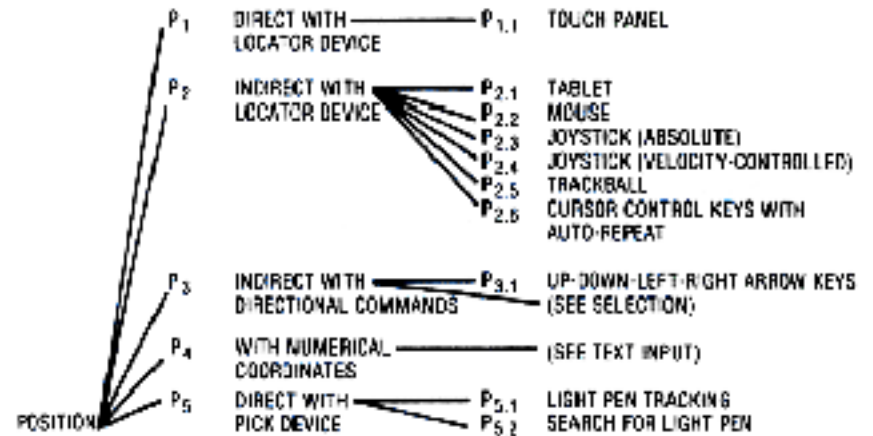 P1 DIRECT WITH P1.1 TOUCH PANEL
LOCATOR DEVICE
P2 INDIRECT WITH P2.1 TABLET
LOCATOR DEVICE P2.2 MOUSE
P2.3 JOYSTICK (ABSOLUTE)
P2.4 JOYSTICK (VELOCITY-CONTROLLED)
P2.5 TRACKBALL
P2.6 CURSOR CONTROL KEYS WITH
AUTO-REPEAT
P3 INDIRECT WITH P3.1 UP-DOWN-LEFT-RIGHT ARROW KEYS
DIRECTIONAL COMMANDS (SEE SELECTION)
P4 WITH NUMERICAL (SEE TEXT INPUT)
COORDINATES
P5 DIRECT WITH P5.1 LIGHT PEN TRACKING
POSITION PICK DEVICE P5.2 SEARCH FOR LIGHT PEN